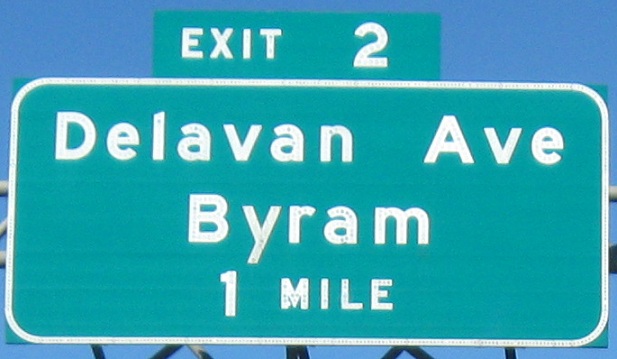 EXIT 2
Delavan Ave
Byram
1 MILE